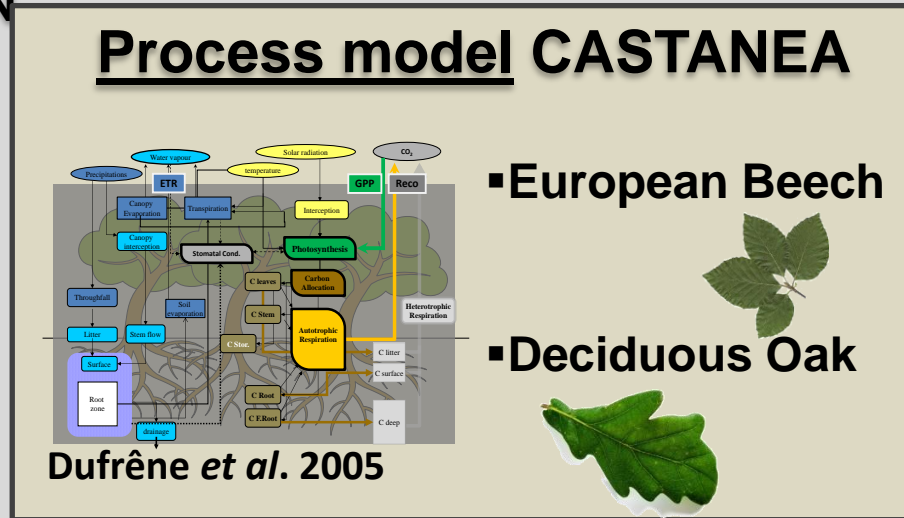 N
Process model CASTANEA
Water vapour
Solar radiation
CO2
Precipitations
temperature
ETR
GPP
Reco
Canopy
Evaporation
Transpiration
Interception
Canopy
interception
Stomatal Cond.
Photosynthesis
C leaves
Carbon
Allocation
Throughfall
Soil
evaporation
C Stem
Heterotrophic
Respiration
Litter
Stem flow
C Stor.
Autotrophic
Respiration
C litter
Surface
C surface
Root
zone
C Root
C F.Root
C deep
drainage
Dufrêne et al. 2005
▪European Beech
▪Deciduous Oak